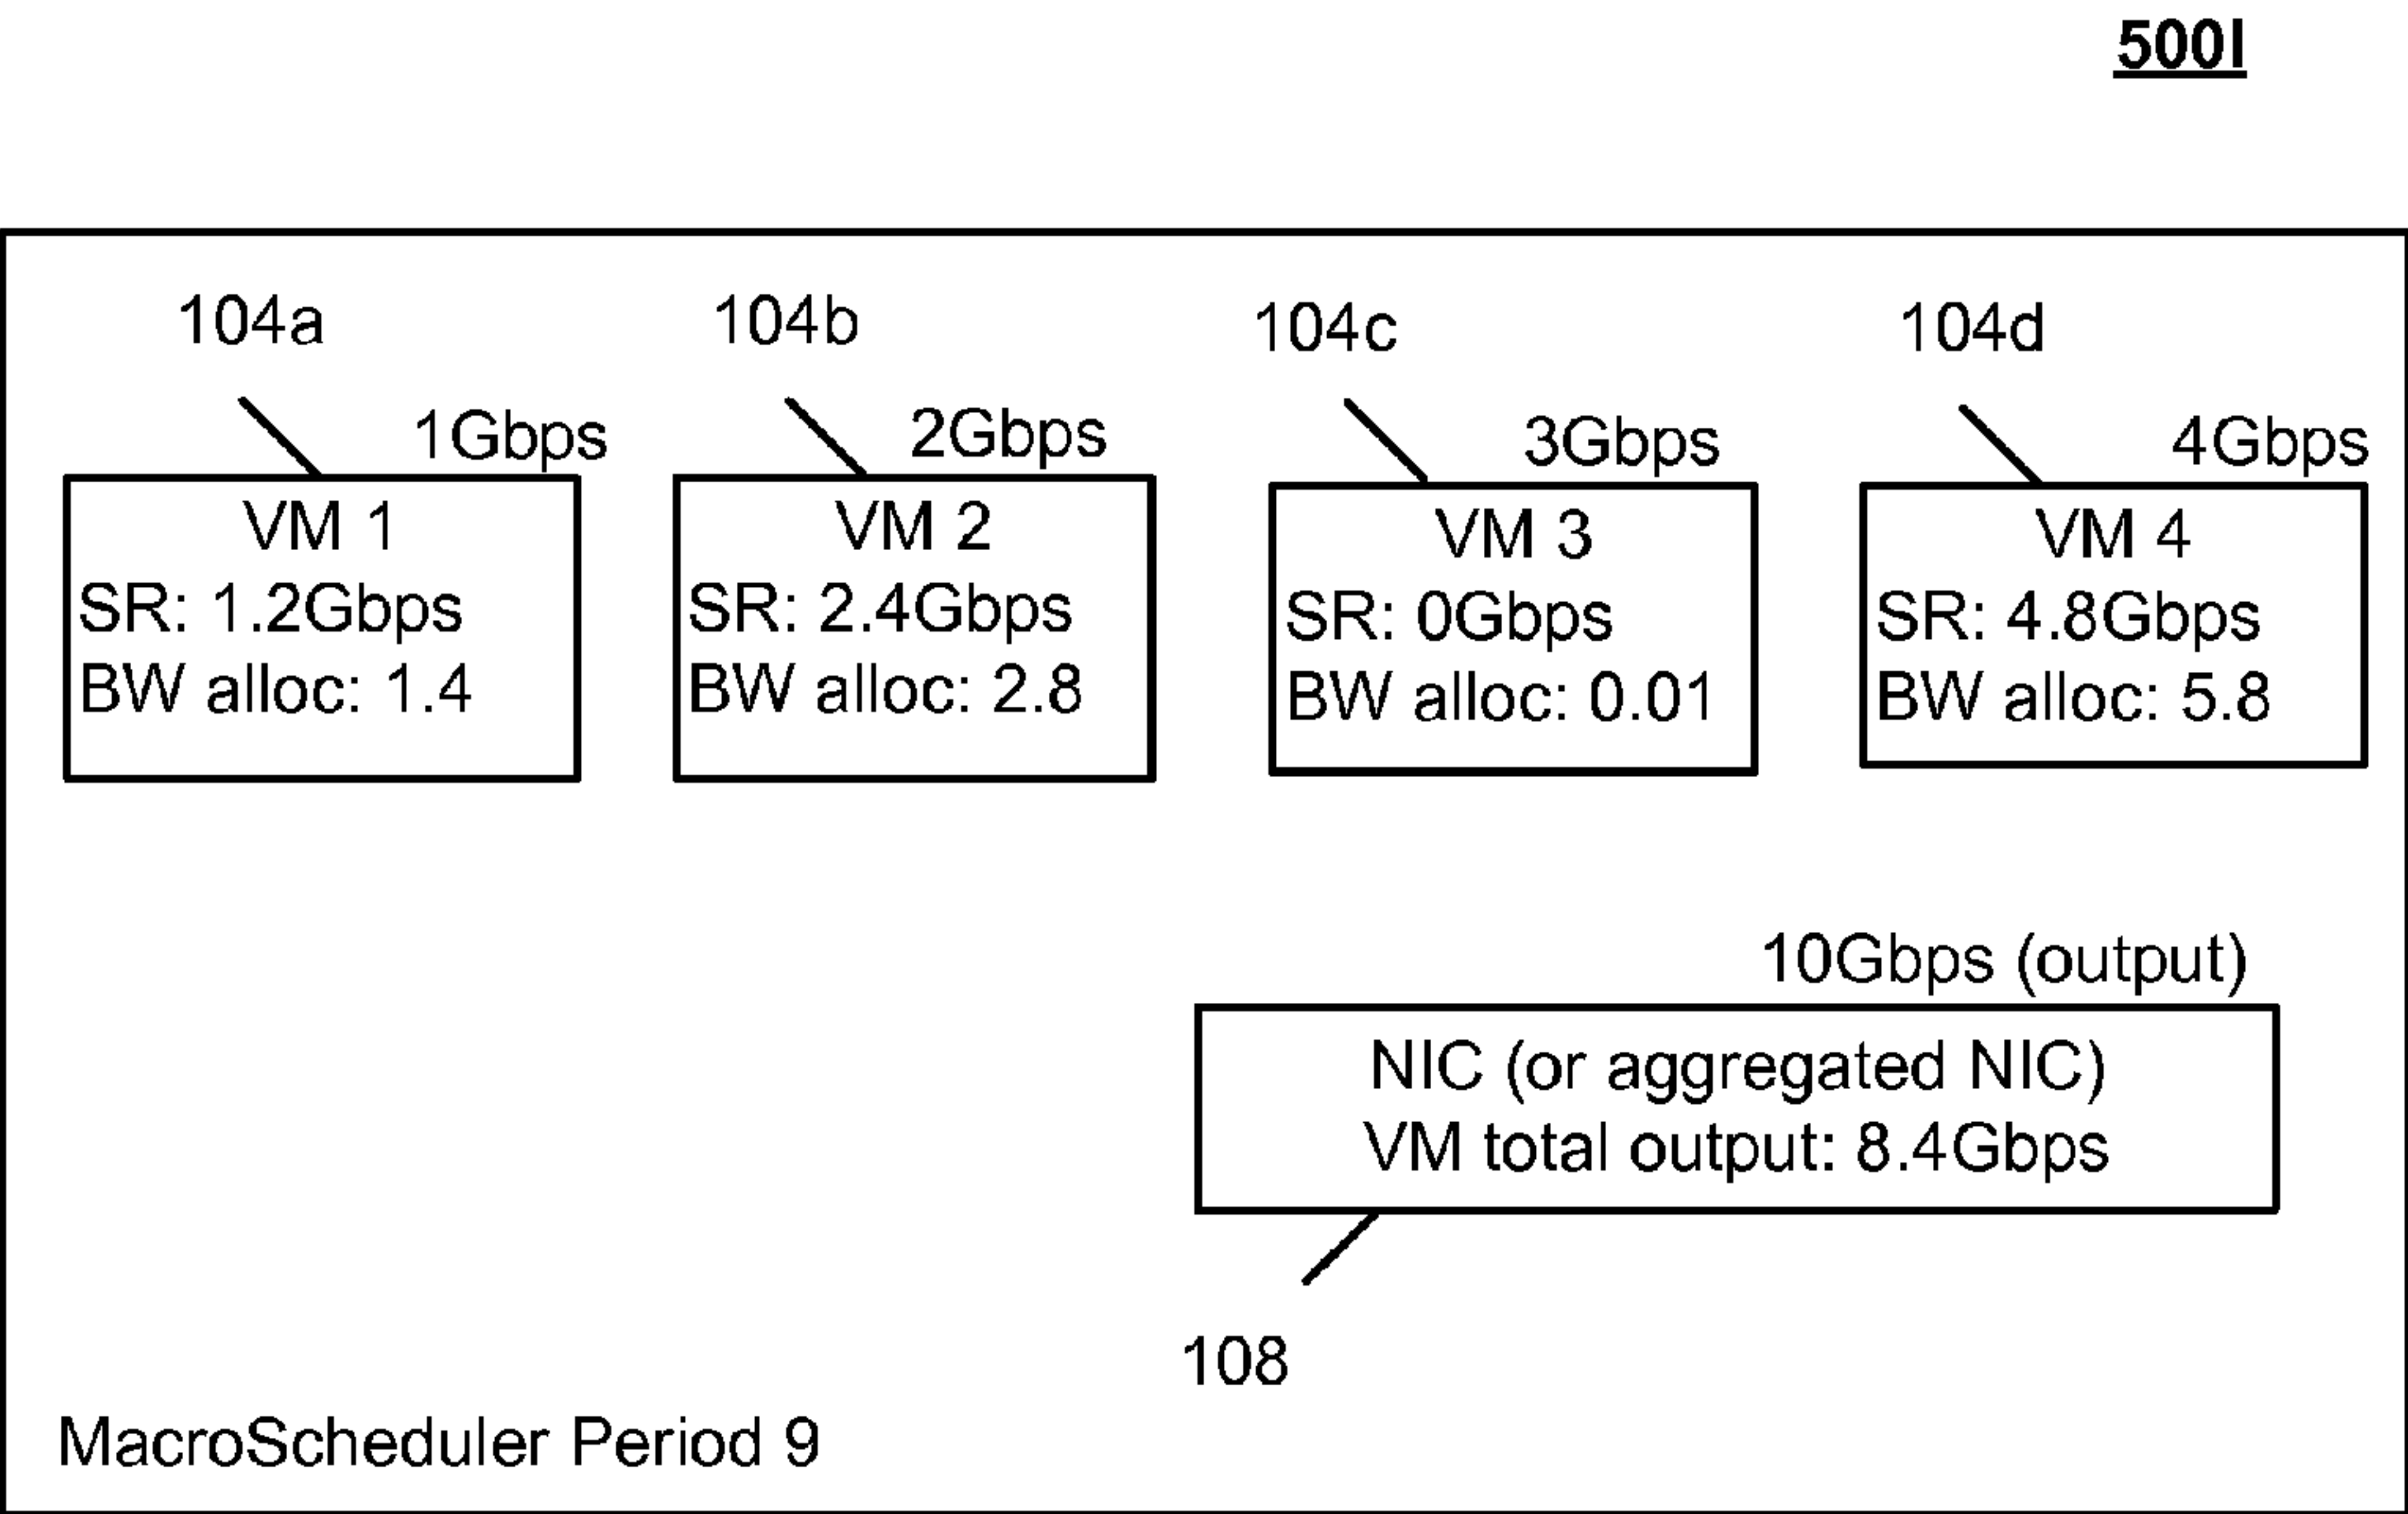 500I
104a
104b
104c
104d
1Gbps
2Gbps
3Gbps
4Gbps
VM 1
SR: 1.2Gbps
BW alloc: 1.4
VM 2
SR: 2.4Gbps
BW alloc: 2.8
VM 3
SR: 0Gbps
BW alloc: 0.01
VM 4
SR: 4.8Gbps
BW alloc: 5.8
10Gbps (output)
NIC (or aggregated NIC)
VM total output: 8.4Gbps
108
MacroScheduler Period 9